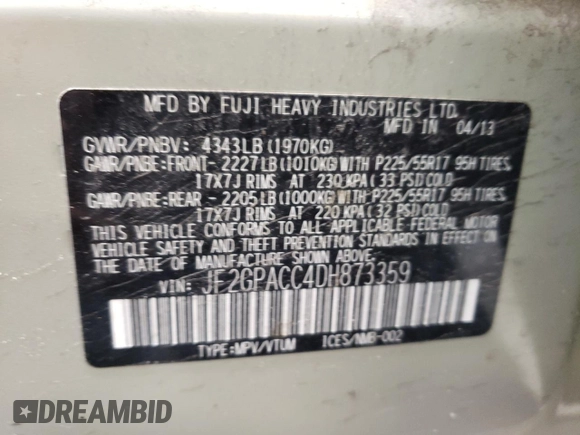 MFD BY FUJI HEAVY INDUSTRIES LTD.
MFD IN 04/13
GVWR/PNBV: 4343LB(1970KG)
GAWR/PNBE:FRONT-2227LB(1010KG)WITH P225/55R17 95H TIRES,
17X7J RIMS AT 230 KPA(33 PSI)COLD
GAWR/PNBE:REAR -2205LB(1000KG)WITH-P225/55R17 95H TIRES,
17X7J RIMS AT 220 KPA(32 PSI)COLD
THIS VEHICLE CONFORMS TO ALL APPLICABLE FEDERAL MOTOR
VEHICLE SAFETY AND THEFT PREVENTION STANDARDS IN EFFECT
ON THE DATE OF MANUFACTURE SHOWN ABOVE.
VIN: JF2GPACC4DH873359
TYPE:MPV/VTUM ICES/NMB-002
DREAMBID